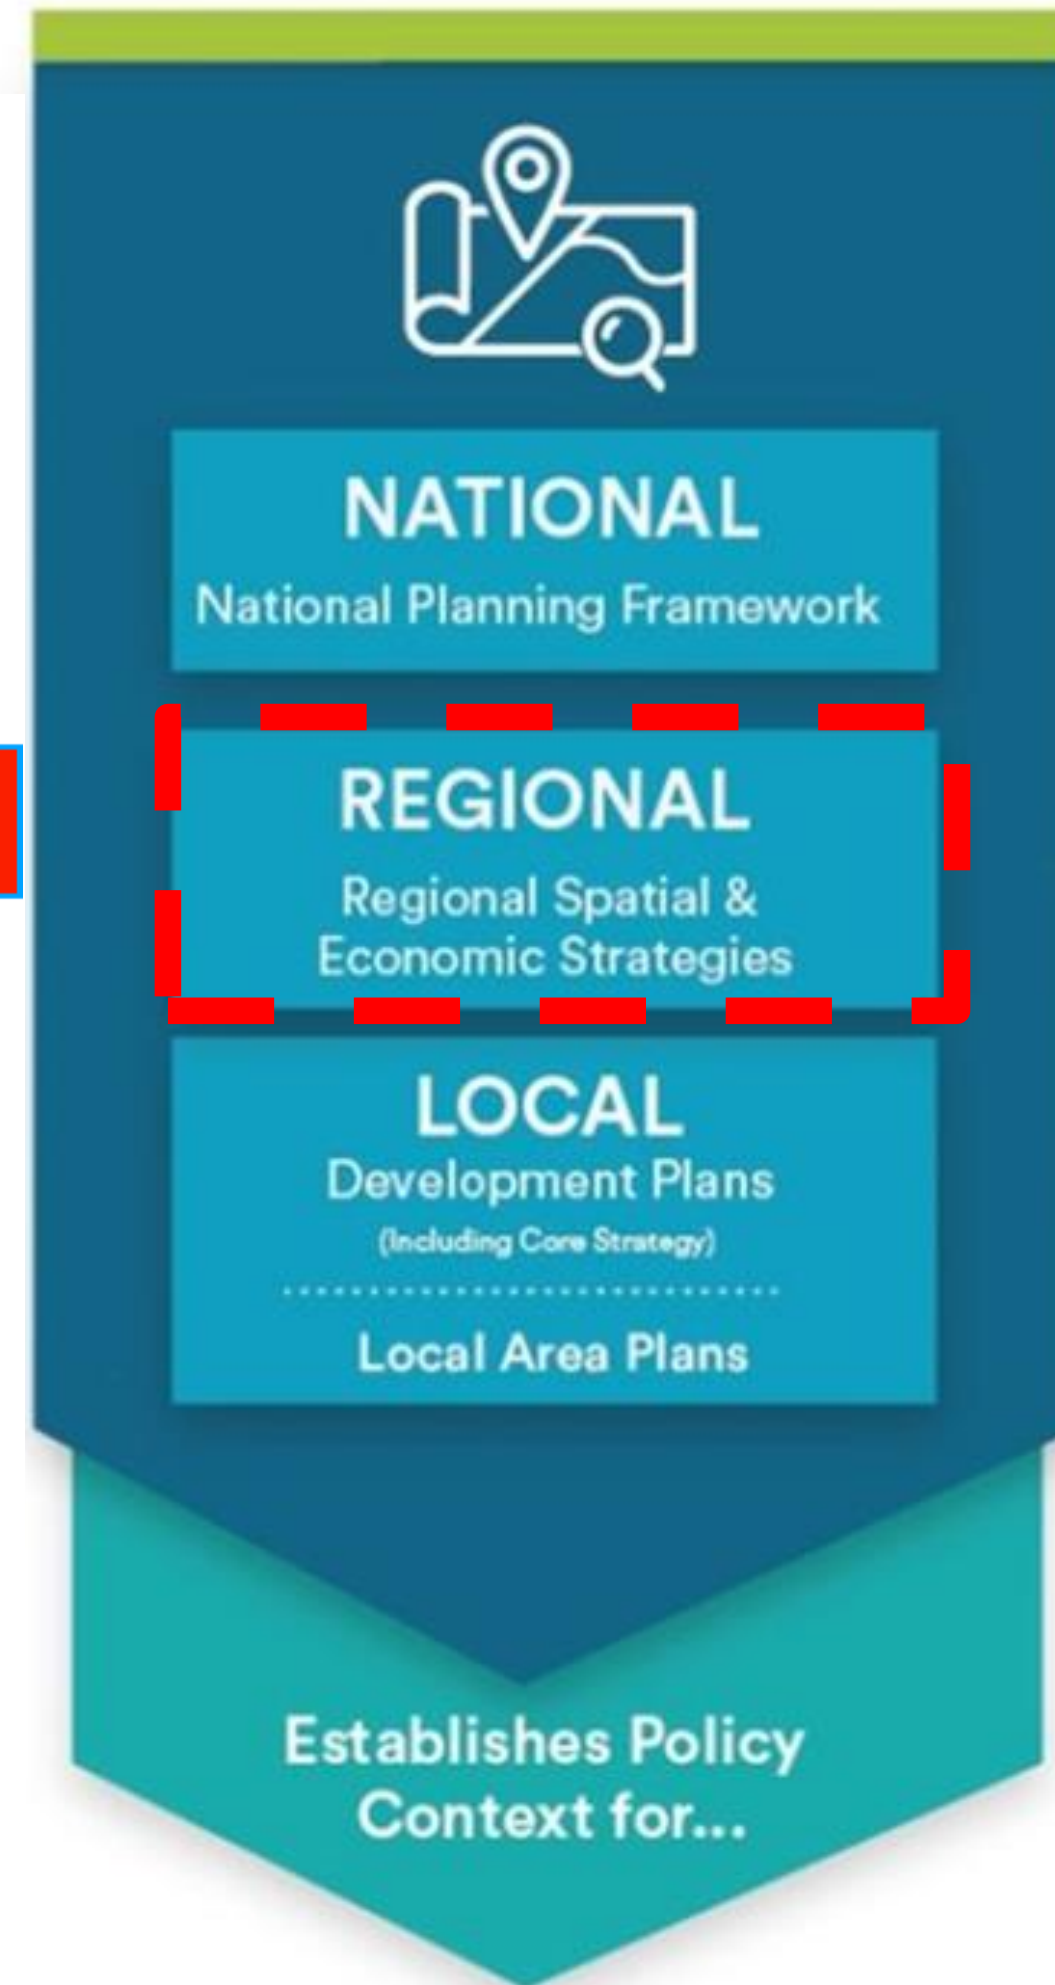 NATIONAL
National Planning Framework
REGIONAL
Regional Spatial &
Economic Strategies
LOCAL
Development Plans
(Including Core Strategy)
Local Area Plans
Establishes Policy
Context for...